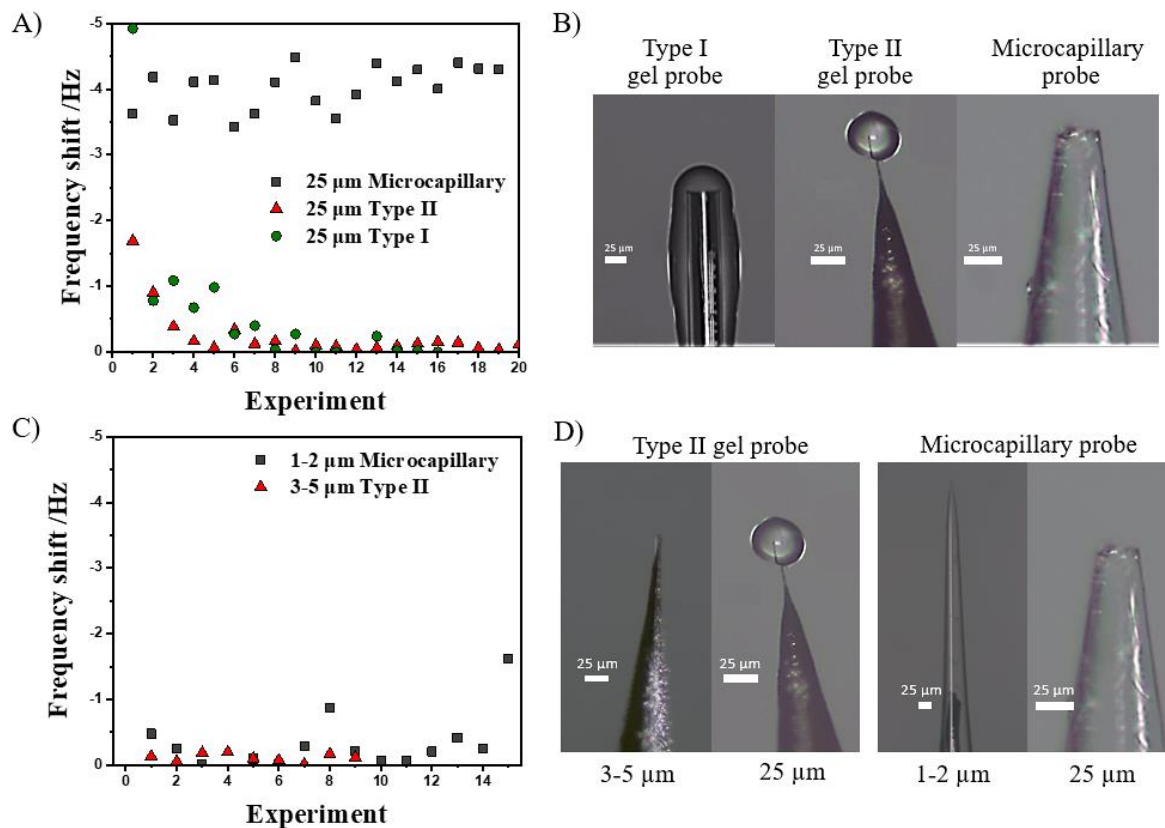 A)
Frequency shift /Hz
-5
-4
-3
-2
-1
0
25 µm Microcapillary
25 µm Type II
25 µm Type I
0 2 4 6 8 10 12 14 16 18 20
Experiment
B)
Type I
gel probe
Type II
gel probe
Microcapillary
probe
25 µm
25 µm
25 µm
C)
Frequency shift /Hz
-5
-4
-3
-2
-1
0
1-2 µm Microcapillary
3-5 µm Type II
0 2 4 6 8 10 12 14
Experiment
D)
Type II gel probe
Microcapillary probe
25 µm
25 µm
25 µm
25 µm
3-5 µm
25 µm
1-2 µm
25 µm